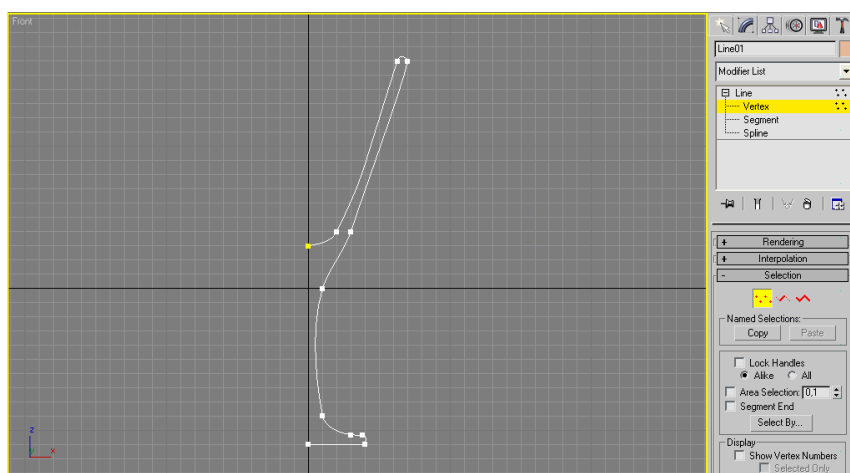 Front
Line01
Modifier List
Line
Vertex
Segment
Spline
+ Rendering
+ Interpolation
- Selection
Named Selections:
Copy Paste
Lock Handles
Alike All
Area Selection: 0,1
Segment End
Select By...
Display
Show Vertex Numbers
Selected Only
z
x